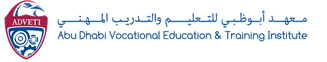 ADVETI
معهد أبوظبي للتعليم والتدريب المهني
Abu Dhabi Vocational Education & Training Institute